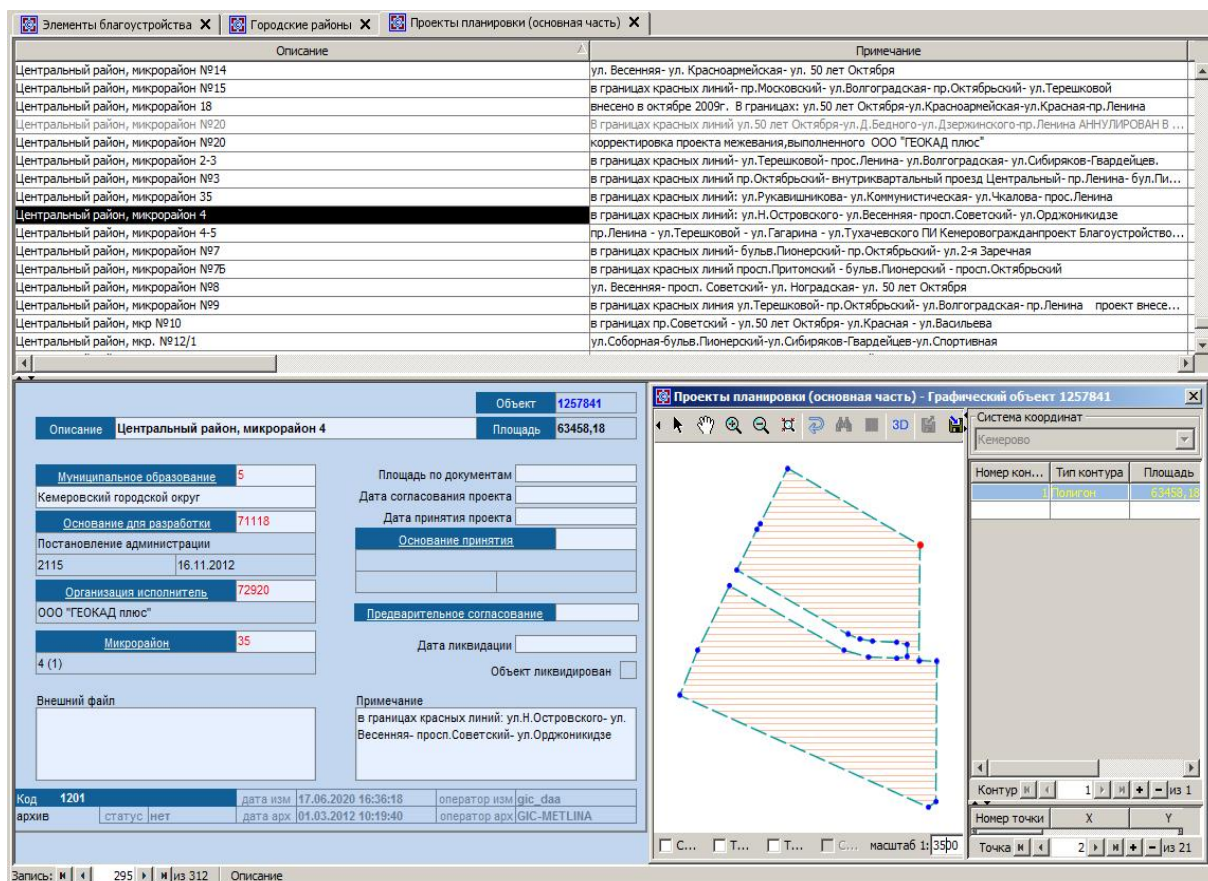 Элементы благоустройства X Городские районы X Проекты планировки (основная часть) X
Описание Примечание
Центральный район, микрорайон №14 ул. Весенняя- ул. Красноармейская- ул. 50 лет Октября
Центральный район, микрорайон №15 в границах красных линий- пр.Московский- ул.Волгоградская- пр.Октябрьский- ул.Терешковой
Центральный район, микрорайон 18 внесено в октябре 2009г. В границах: ул.50 лет Октября-ул.Красноармейская-ул.Красная-пр.Ленина
Центральный район, микрорайон №20 В границах красных линий ул.50 лет Октября-ул.Д.Бедного-ул.Дзержинского-пр.Ленина АННУЛИРОВАН В ...
Центральный район, микрорайон №20 корректировка проекта межевания,выполненного ООО "ГЕОКАД плюс"
Центральный район, микрорайон 2-3 в границах красных линий- ул.Терешковой- прос.Ленина- ул.Волгоградская- ул.Сибиряков-Гвардейцев.
Центральный район, микрорайон №3 в границах красных линий пр.Октябрьский- внутриквартальный проезд Центральный- пр.Ленина- бул.Пи...
Центральный район, микрорайон 35 в границах красных линий: ул.Рукавишникова- ул.Коммунистическая- ул.Чкалова- прос.Ленина
Центральный район, микрорайон 4 в границах красных линий: ул.Н.Островского- ул.Весенняя- просп.Советский- ул.Орджоникидзе
Центральный район, микрорайон 4-5 пр.Ленина - ул.Терешковой - ул.Гагарина - ул.Тухачевского ПИ Кемеровогражданпроект Благоустройство...
Центральный район, микрорайон №7 в границах красных линий- бульв.Пионерский- пр.Октябрьский- ул.2-я Заречная
Центральный район, микрорайон №7Б в границах красных линий просп.Притомский - бульв.Пионерский - просп.Октябрьский
Центральный район, микрорайон №8 ул. Весенняя- просп. Советский- ул. Ноградская- ул. 50 лет Октября
Центральный район, микрорайон №9 в границах красных линия ул.Терешковой- пр.Октябрьский- ул.Волгоградская- пр.Ленина проект внесе...
Центральный район, мкр №10 в границах пр.Советский - ул.50 лет Октября- ул.Красная - ул.Васильева
Центральный район, мкр. №12/1 ул.Соборная-бульв.Пионерский-ул.Сибиряков-Гвардейцев-ул.Спортивная
Объект 1257841
Описание Центральный район, микрорайон 4 Площадь 63458,18
Муниципальное образование 5
Кемеровский городской округ
Основание для разработки 71118
Постановление администрации
2115 16.11.2012
Организация исполнитель 72920
ООО "ГЕОКАД плюс"
Микрорайон 35
4 (1)
Внешний файл
Площадь по документам
Дата согласования проекта
Дата принятия проекта
Основание принятия
Предварительное согласование
Дата ликвидации
Объект ликвидирован
Примечание
в границах красных линий: ул.Н.Островского- ул.
Весенняя- просп.Советский- ул.Орджоникидзе
Код 1201 дата изм 17.06.2020 16:36:18 оператор изм gic_daa
архив статус нет дата арх 01.03.2012 10:19:40 оператор арх GIC-METLINA
Проекты планировки (основная часть) - Графический объект 1257841
3D
Система координат
Кемерово
Номер кон... Тип контура Площадь
1 Полигон 63458,18
Контур 1 из 1
Номер точки X Y
Точка 2 из 21
С... Т... Т... С... масштаб 1: 3500
Запись: 295 из 312 Описание